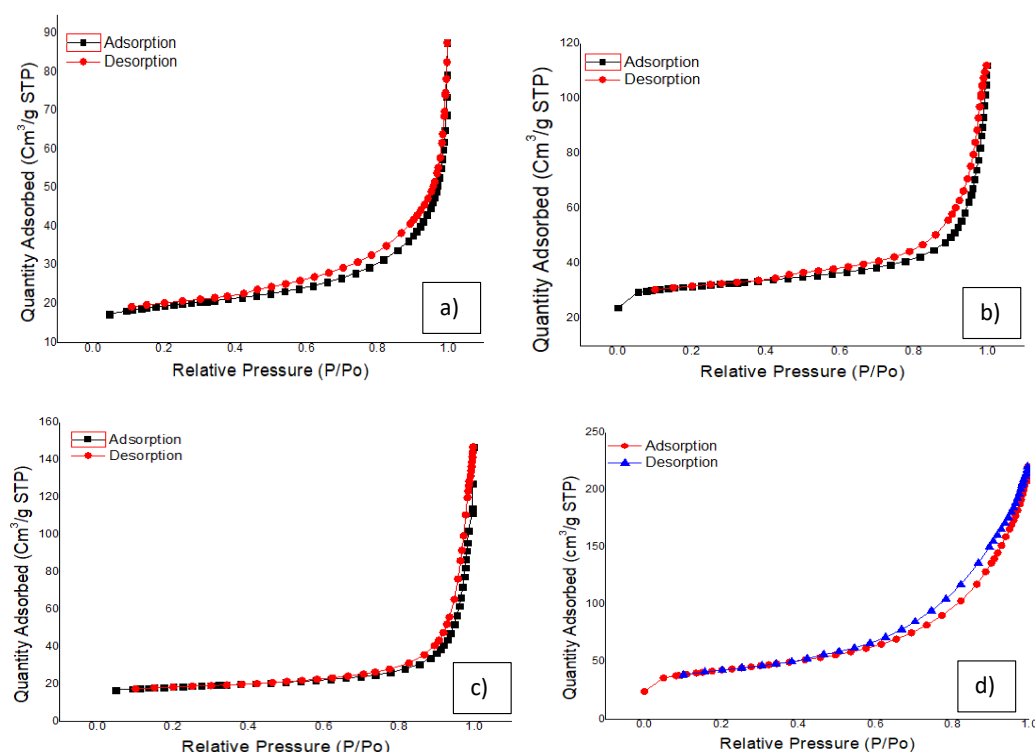 90
80
70
60
50
40
30
20
10
Adsorption
Desorption
Quantity Adsorbed (Cm³/g STP)
0.0 0.2 0.4 0.6 0.8 1.0
Relative Pressure (P/Po)
a)
120
100
80
60
40
20
Adsorption
Desorption
Quantity Adsorbed (Cm³/g STP)
0.0 0.2 0.4 0.6 0.8 1.0
Relative Pressure (P/Po)
b)
160
140
120
100
80
60
40
20
0
Adsorption
Desorption
Quantity Adsorbed (Cm³/g STP)
0.0 0.2 0.4 0.6 0.8 1.0
Relative Pressure (P/Po)
c)
250
200
150
100
50
0
Adsorption
Desorption
Quantity Adsorbed (cm³/g STP)
0.0 0.2 0.4 0.6 0.8 1.0
Relative Pressure (P/Po)
d)